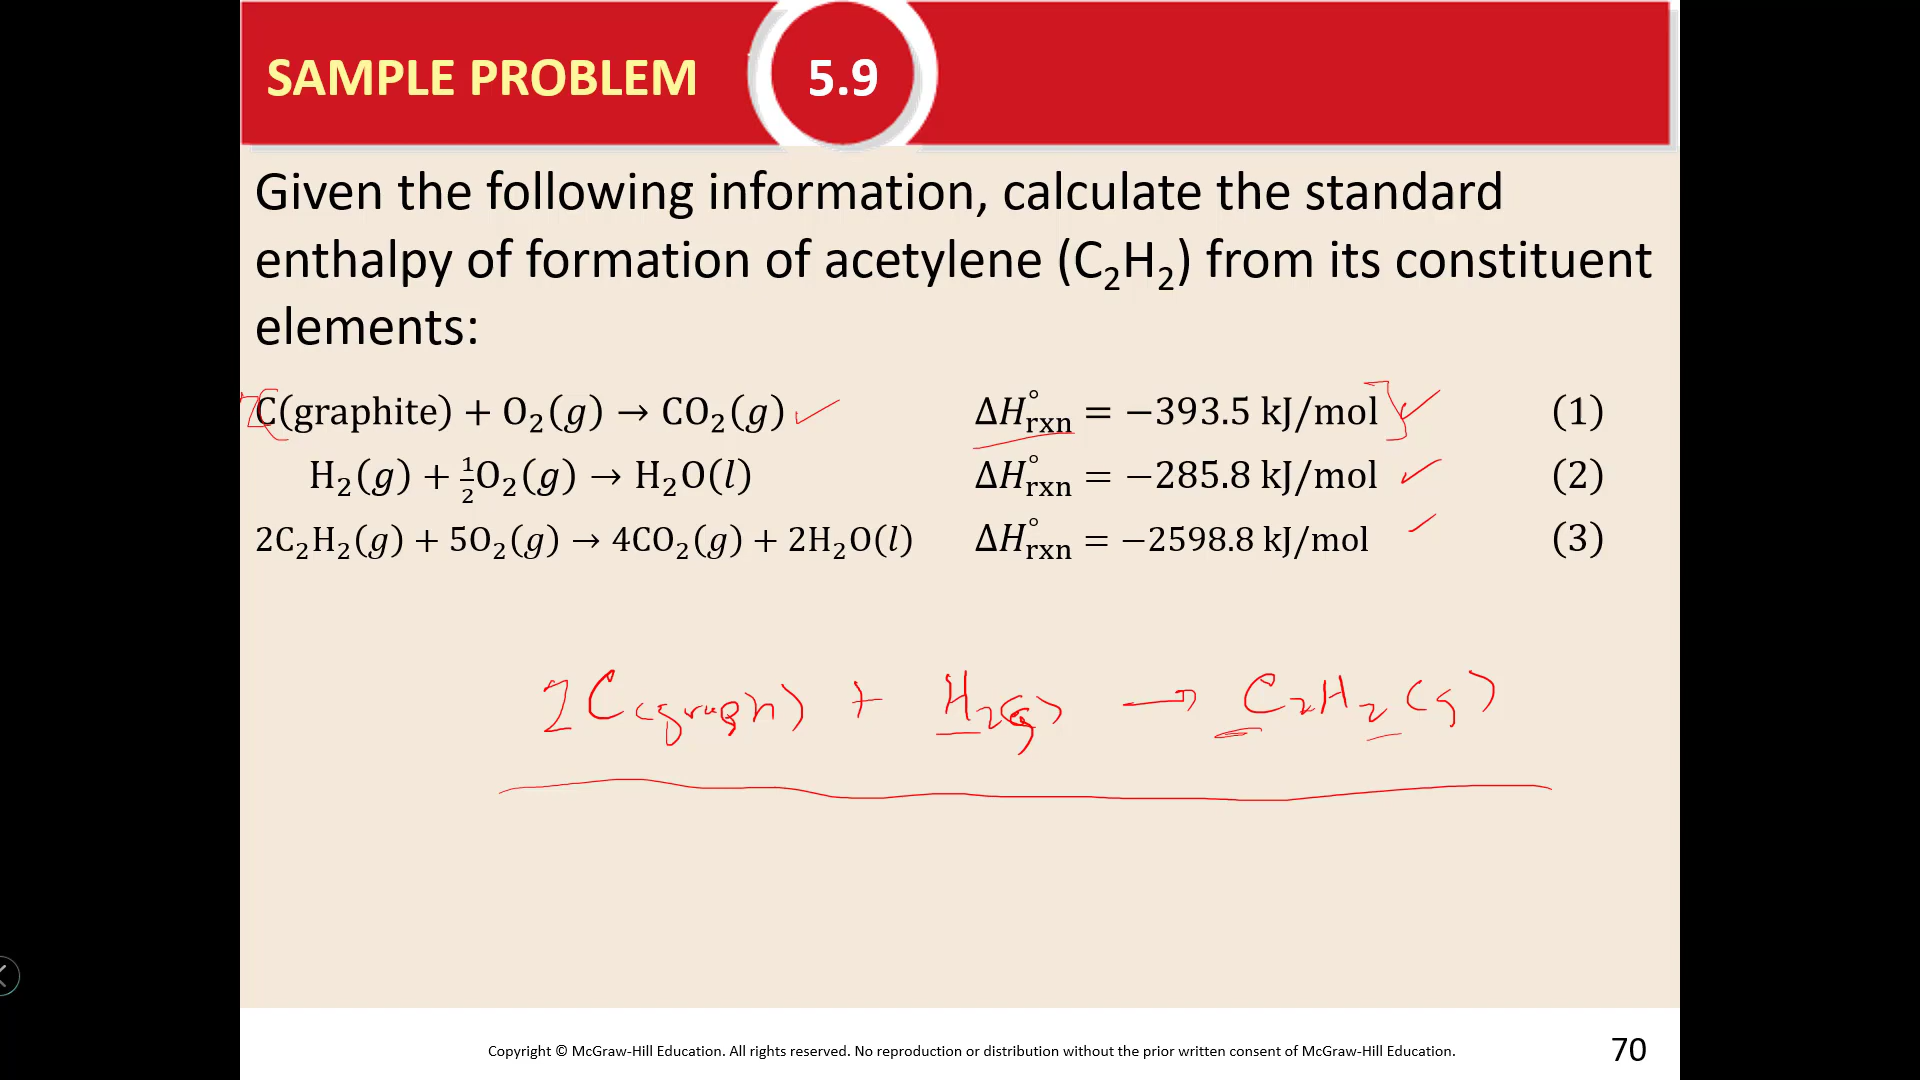 SAMPLE PROBLEM 5.9
Given the following information, calculate the standard
enthalpy of formation of acetylene (C₂H₂) from its constituent
elements:
C(graphite) + O₂(g) → CO₂(g) ΔH°rxn = −393.5 kJ/mol (1)
H₂(g) + ½O₂(g) → H₂O(l) ΔH°rxn = −285.8 kJ/mol (2)
2C₂H₂(g) + 5O₂(g) → 4CO₂(g) + 2H₂O(l) ΔH°rxn = −2598.8 kJ/mol (3)
2C(graph) + H₂(g) → C₂H₂(g)
Copyright © McGraw-Hill Education. All rights reserved. No reproduction or distribution without the prior written consent of McGraw-Hill Education.
70